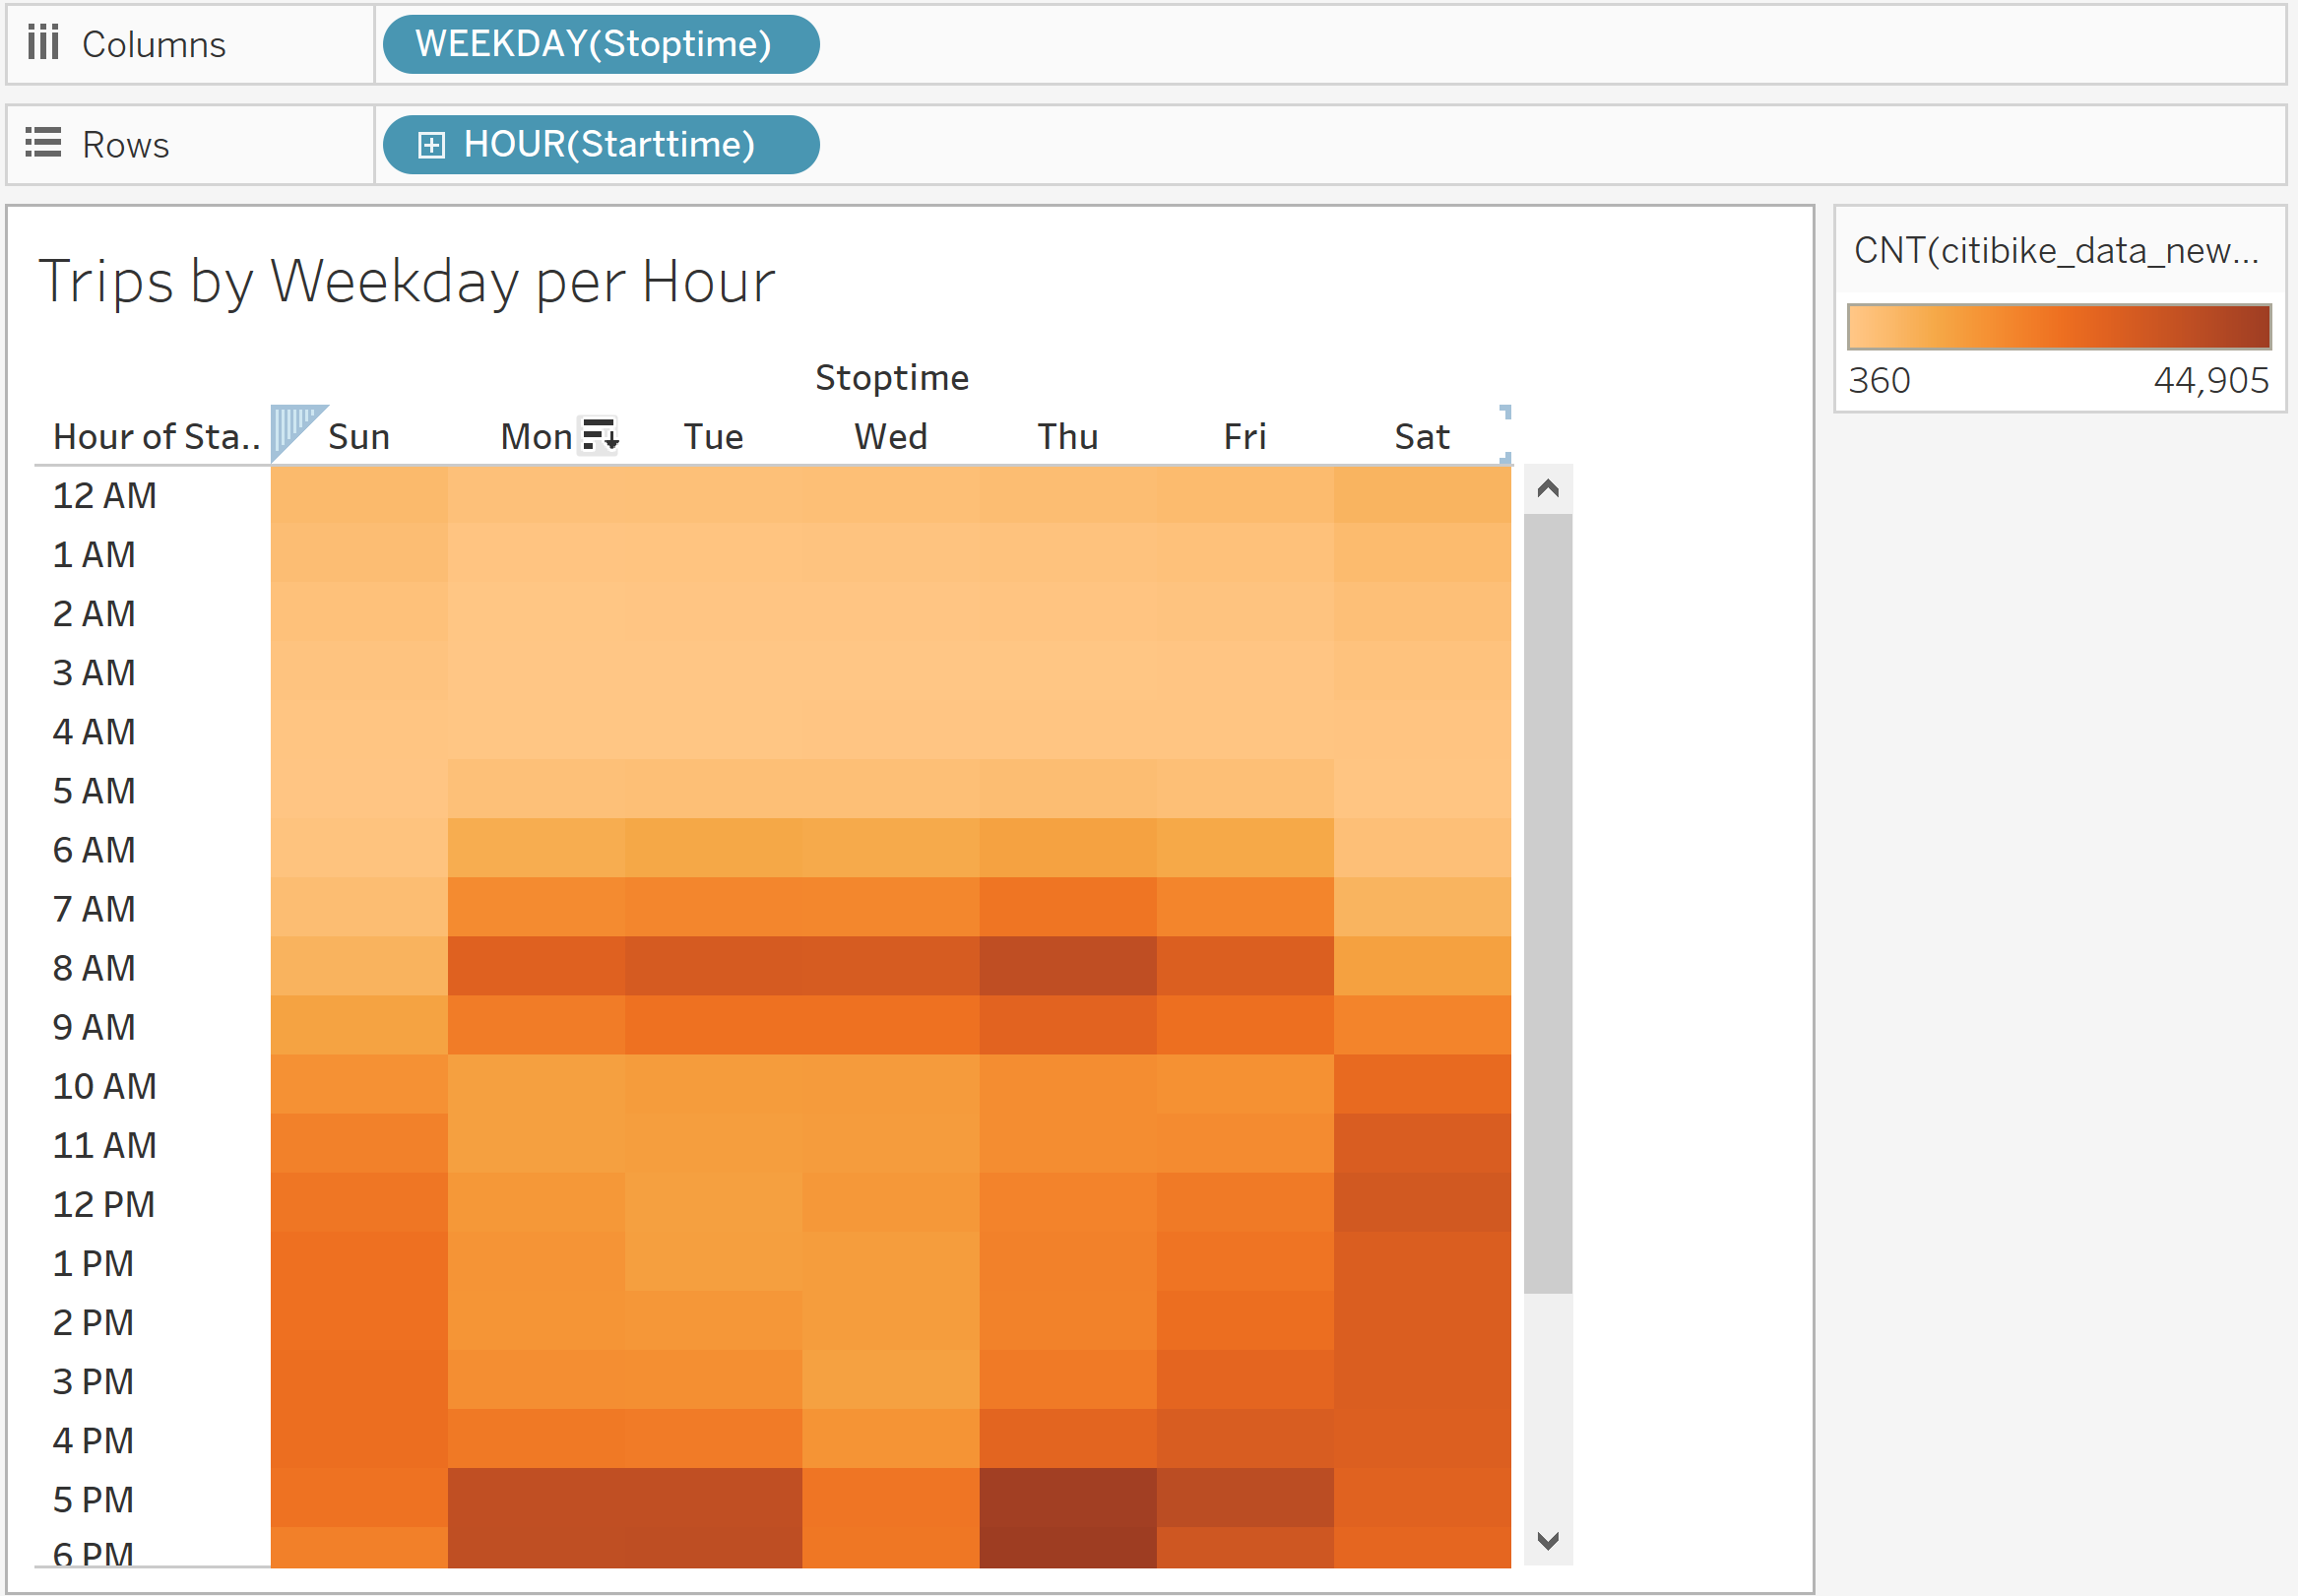 Columns WEEKDAY(Stoptime)
Rows HOUR(Starttime)
Trips by Weekday per Hour
CNT(citibike_data_new...
360 44,905
Stoptime
Hour of Sta.. Sun Mon Tue Wed Thu Fri Sat
12 AM
1 AM
2 AM
3 AM
4 AM
5 AM
6 AM
7 AM
8 AM
9 AM
10 AM
11 AM
12 PM
1 PM
2 PM
3 PM
4 PM
5 PM
6 PM